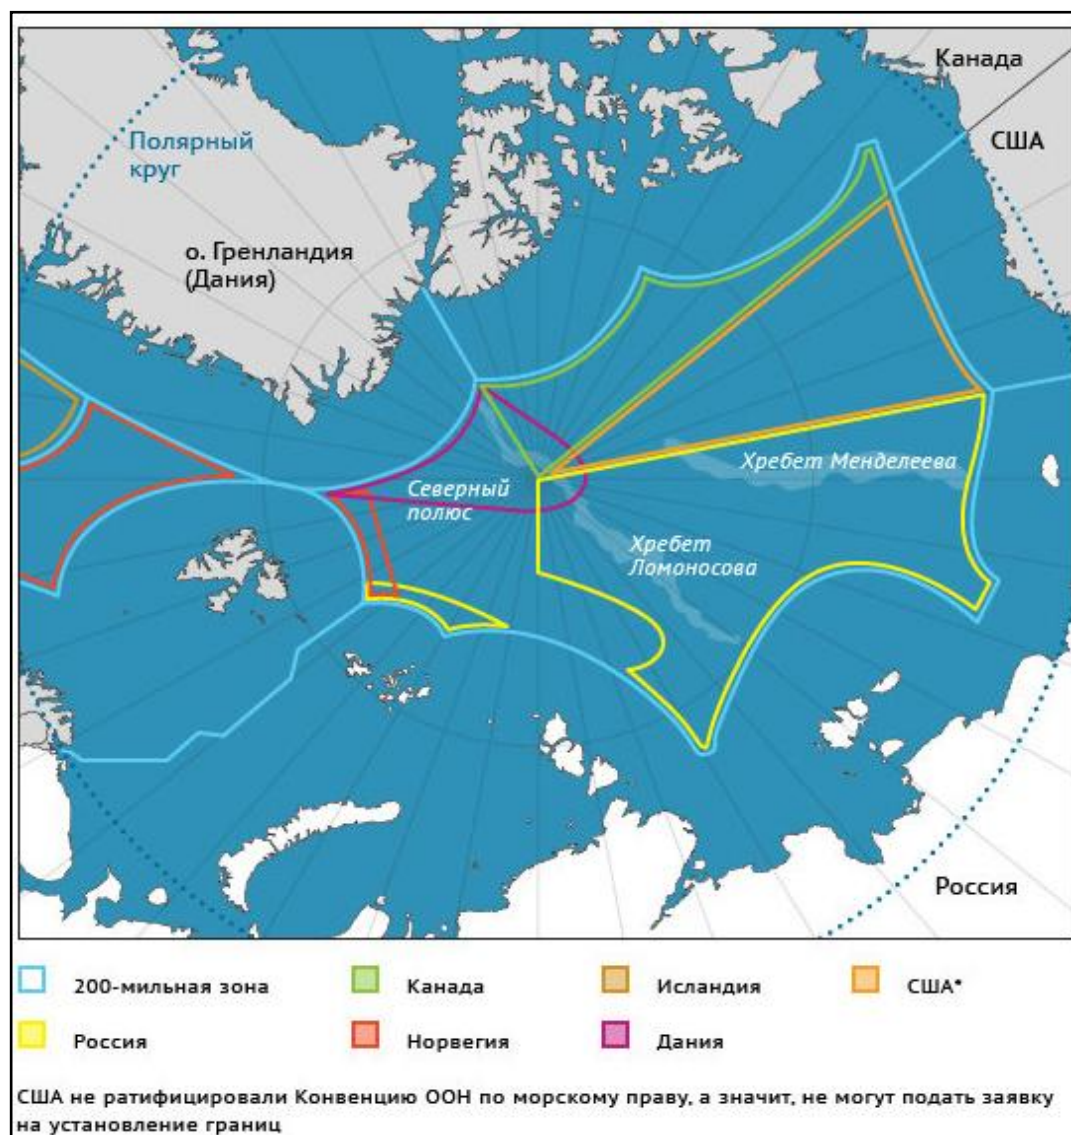 Канада
США
Полярный
круг
о. Гренландия
(Дания)
Северный
полюс
Хребет Менделеева
Хребет
Ломоносова
Россия
200-мильная зона
Канада
Исландия
США*
Россия
Норвегия
Дания
США не ратифицировали Конвенцию ООН по морскому праву, а значит, не могут подать заявку
на установление границ